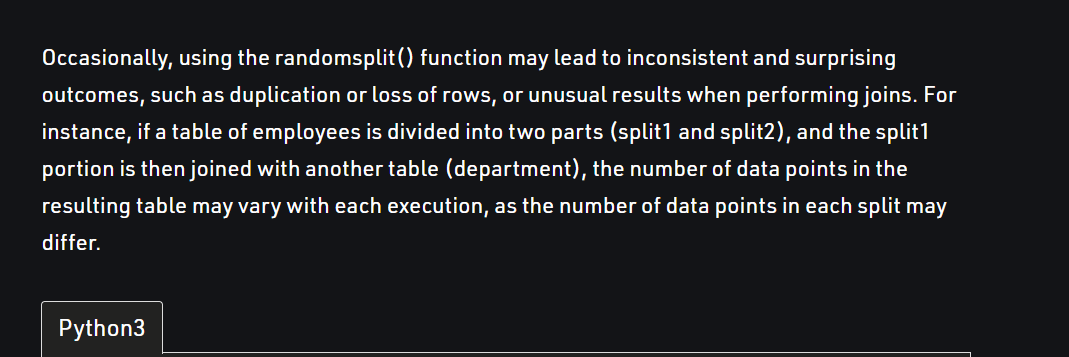 Occasionally, using the randomsplit() function may lead to inconsistent and surprising
outcomes, such as duplication or loss of rows, or unusual results when performing joins. For
instance, if a table of employees is divided into two parts (split1 and split2), and the split1
portion is then joined with another table (department), the number of data points in the
resulting table may vary with each execution, as the number of data points in each split may
differ.
Python3